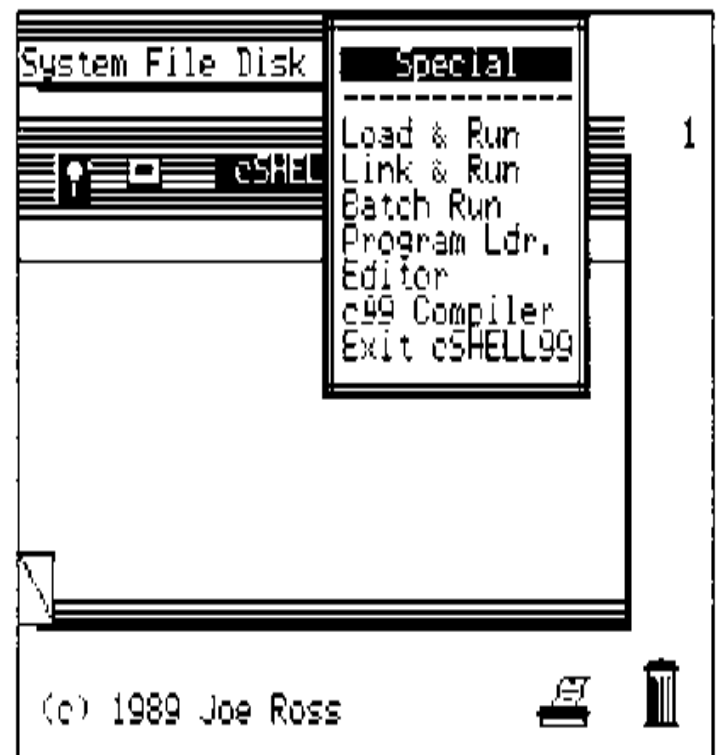 System File Disk
Special
1
Load & Run
cSHEL
Link & Run
Batch Run
Program Ldr.
Editor
c99 Compiler
Exit cSHELL99
(c) 1989 Joe Ross